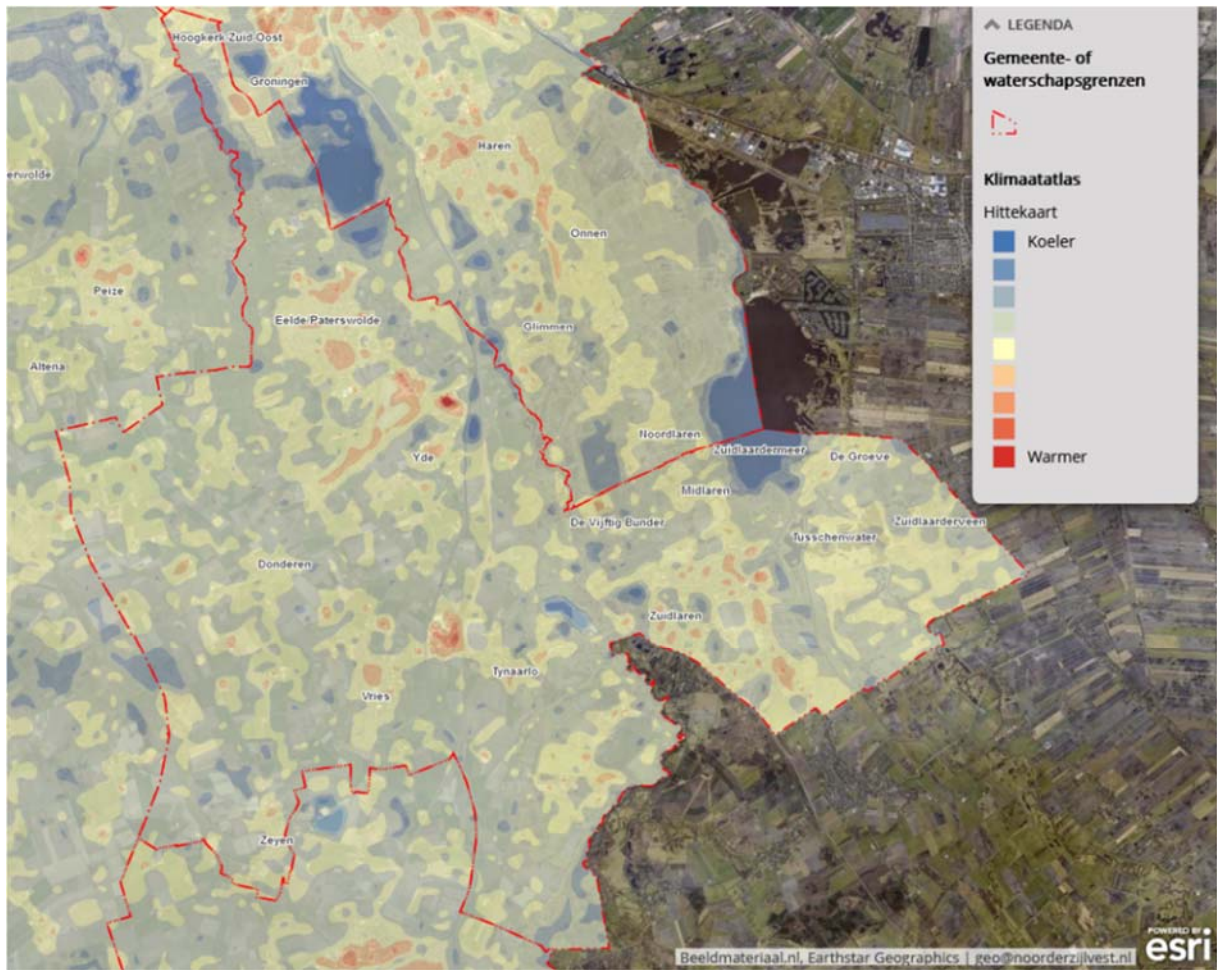 LEGENDA
Gemeente- of
waterschapsgrenzen
Klimaatatlas
Hittekaart
Koeler
Warmer
Hoogkerk-Zuid Oost
Groningen
Haren
erwolde
Onnen
Peize
Eelde/Paterswolde
Glimmen
Altena
Noordlaren
Zuidlaardermeer
De Groeve
Yde
Midlaren
De Vijftig Bunder
Zuidlaarderveen
Tusschenwater
Donderen
Zuidlaren
Tynaarlo
Vries
Zeyen
POWERED BY
esri
Beeldmateriaal.nl, Earthstar Geographics | geo@noorderzijlvest.nl